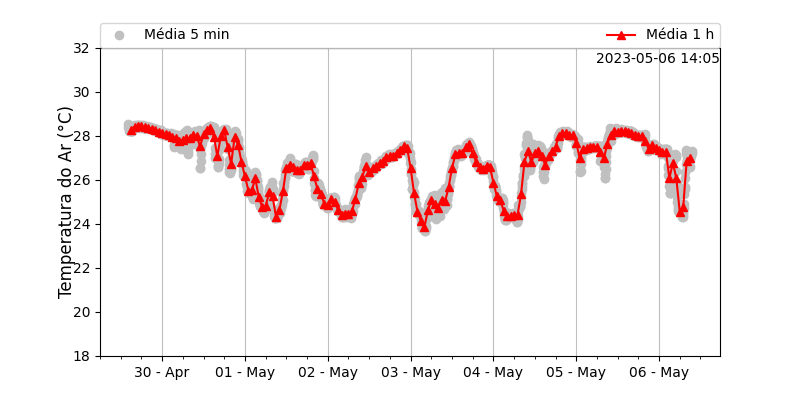 Média 5 min
Média 1 h
2023-05-06 14:05
Temperatura do Ar (°C)
32
30
28
26
24
22
20
18
30 - Apr
01 - May
02 - May
03 - May
04 - May
05 - May
06 - May